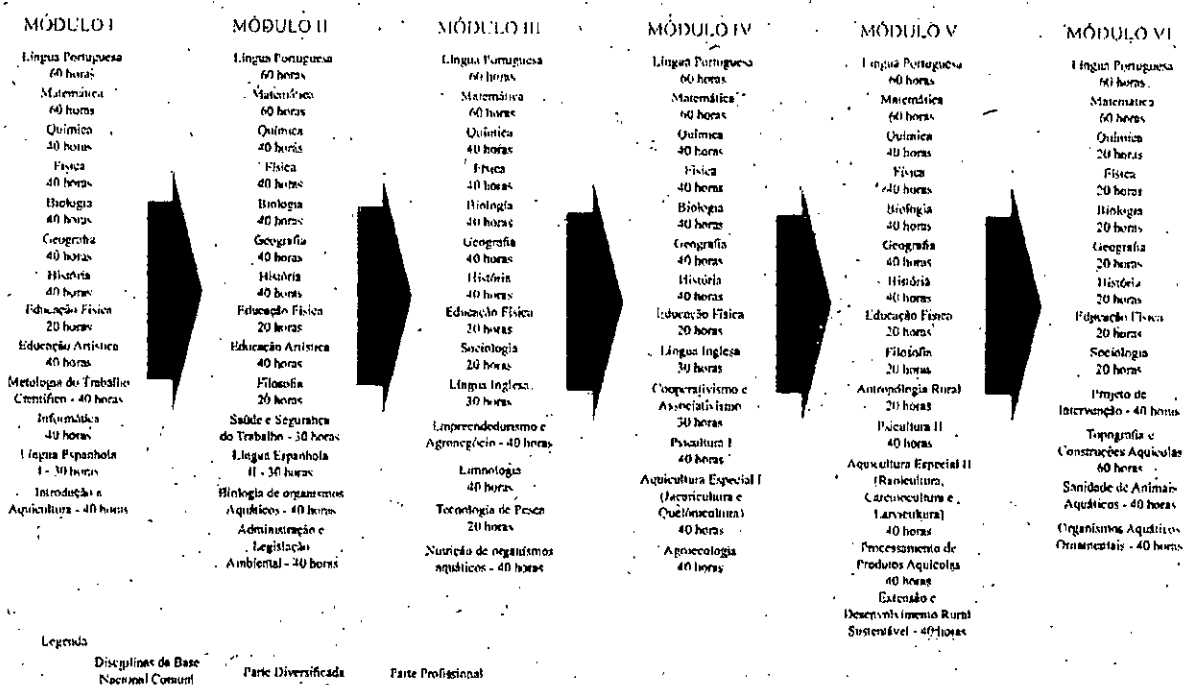 MÓDULO I
Língua Portuguesa
60 horas
Matemática
60 horas
Química
40 horas
Física
40 horas
Biologia
40 horas
Geografia
40 horas
História
40 horas
Educação Física
20 horas
Educação Artística
40 horas
Metologia do Trabalho
Científico - 40 horas
Informática
40 horas
Língua Espanhola
I - 30 horas
Introdução a
Aquicultura - 40 horas
MÓDULO II
Língua Portuguesa
60 horas
Matemática
60 horas
Química
40 horas
Física
40 horas
Biologia
40 horas
Geografia
40 horas
História
40 horas
Educação Física
20 horas
Educação Artística
40 horas
Filosofia
20 horas
Saúde e Segurança
do Trabalho - 30 horas
Língua Espanhola
II - 30 horas
Biologia de organismos
Aquáticos - 40 horas
Administração e
Legislação
Ambiental - 40 horas
MÓDULO III
Língua Portuguesa
60 horas
Matemática
60 horas
Química
40 horas
Física
40 horas
Biologia
40 horas
Geografia
40 horas
História
40 horas
Educação Física
20 horas
Sociologia
20 horas
Língua Inglesa
30 horas
Empreendedorismo e
Agronegócio - 40 horas
Limnologia
40 horas
Tecnologia de Pesca
20 horas
Nutrição de organismos
aquáticos - 40 horas
MÓDULO IV
Língua Portuguesa
60 horas
Matemática
60 horas
Química
40 horas
Física
40 horas
Biologia
40 horas
Geografia
40 horas
História
40 horas
Educação Física
20 horas
Língua Inglesa
30 horas
Cooperativismo e
Associativismo
30 horas
Psicultura I
40 horas
Aquicultura Especial I
(Jacaricultura e
Quelônicultura)
40 horas
Agroecologia
40 horas
MÓDULO V
Língua Portuguesa
60 horas
Matemática
60 horas
Química
40 horas
Física
40 horas
Biologia
40 horas
Geografia
40 horas
História
40 horas
Educação Física
20 horas
Filosofia
20 horas
Antropologia Rural
20 horas
Psicultura II
40 horas
Aquicultura Especial II
(Ranicultura,
Carcinocultura e
Larvicultura)
40 horas
Processamento de
Produtos Aquícolas
40 horas
Extensão e
Desenvolvimento Rural
Sustentável - 40 horas
MÓDULO VI
Língua Portuguesa
60 horas
Matemática
60 horas
Química
20 horas
Física
20 horas
Biologia
20 horas
Geografia
20 horas
História
20 horas
Educação Física
20 horas
Sociologia
20 horas
Projeto de
Intervenção - 40 horas
Topografia e
Construções Aquícolas
60 horas
Sanidade de Animais
Aquáticos - 40 horas
Organismos Aquáticos
Ornamentais - 40 horas
Legenda
Disciplinas da Base
Nacional Comum
Parte Diversificada
Parte Profissional